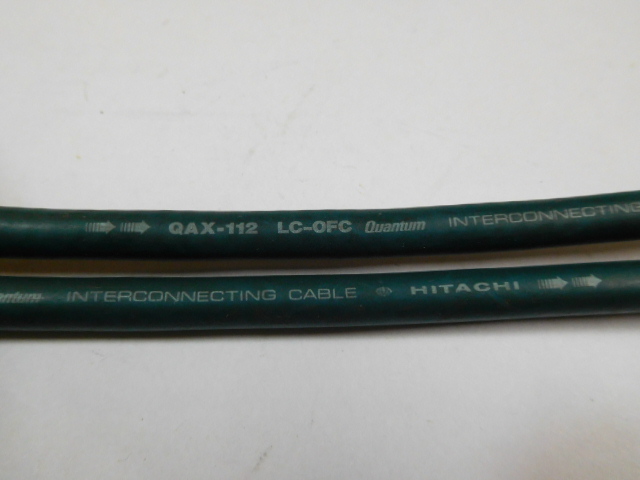 QAX-112 LC-OFC Quantum INTERCONNECTING
INTERCONNECTING CABLE HITACHI